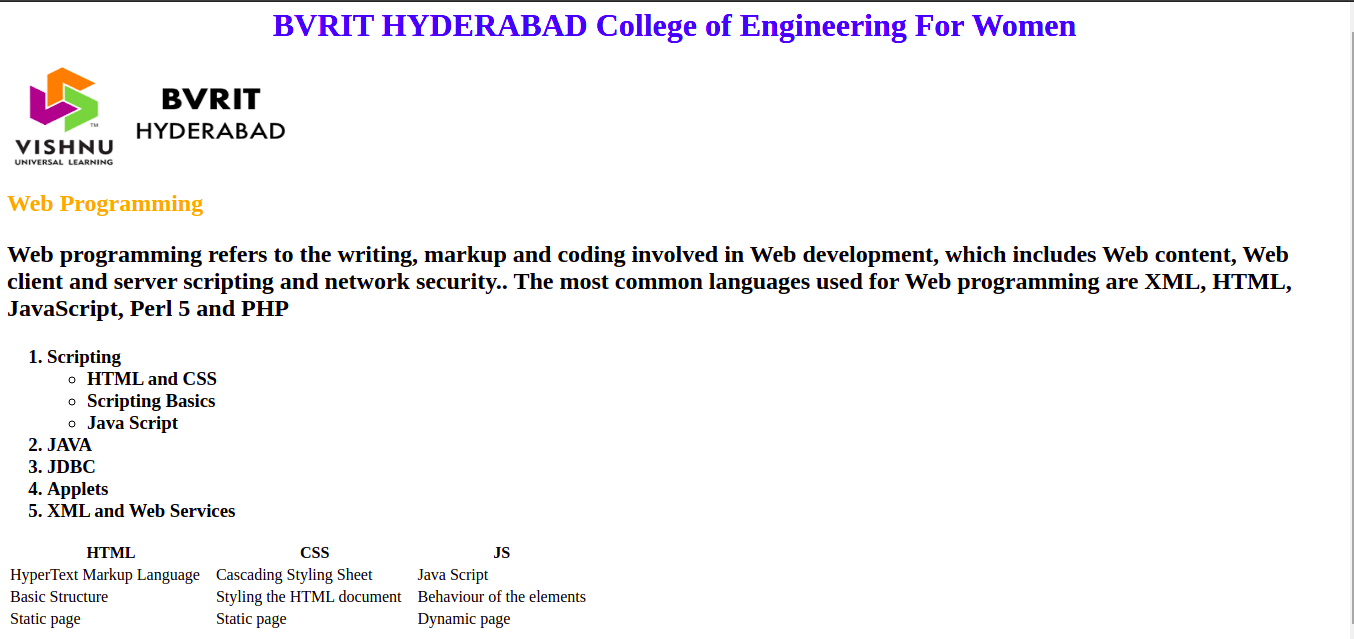 BVRIT HYDERABAD College of Engineering For Women
BVRIT
HYDERABAD
TM
VISHNU
UNIVERSAL LEARNING
Web Programming
Web programming refers to the writing, markup and coding involved in Web development, which includes Web content, Web
client and server scripting and network security.. The most common languages used for Web programming are XML, HTML,
JavaScript, Perl 5 and PHP
1. Scripting
HTML and CSS
Scripting Basics
Java Script
2. JAVA
3. JDBC
4. Applets
5. XML and Web Services
HTML CSS JS
HyperText Markup Language Cascading Styling Sheet Java Script
Basic Structure Styling the HTML document Behaviour of the elements
Static page Static page Dynamic page